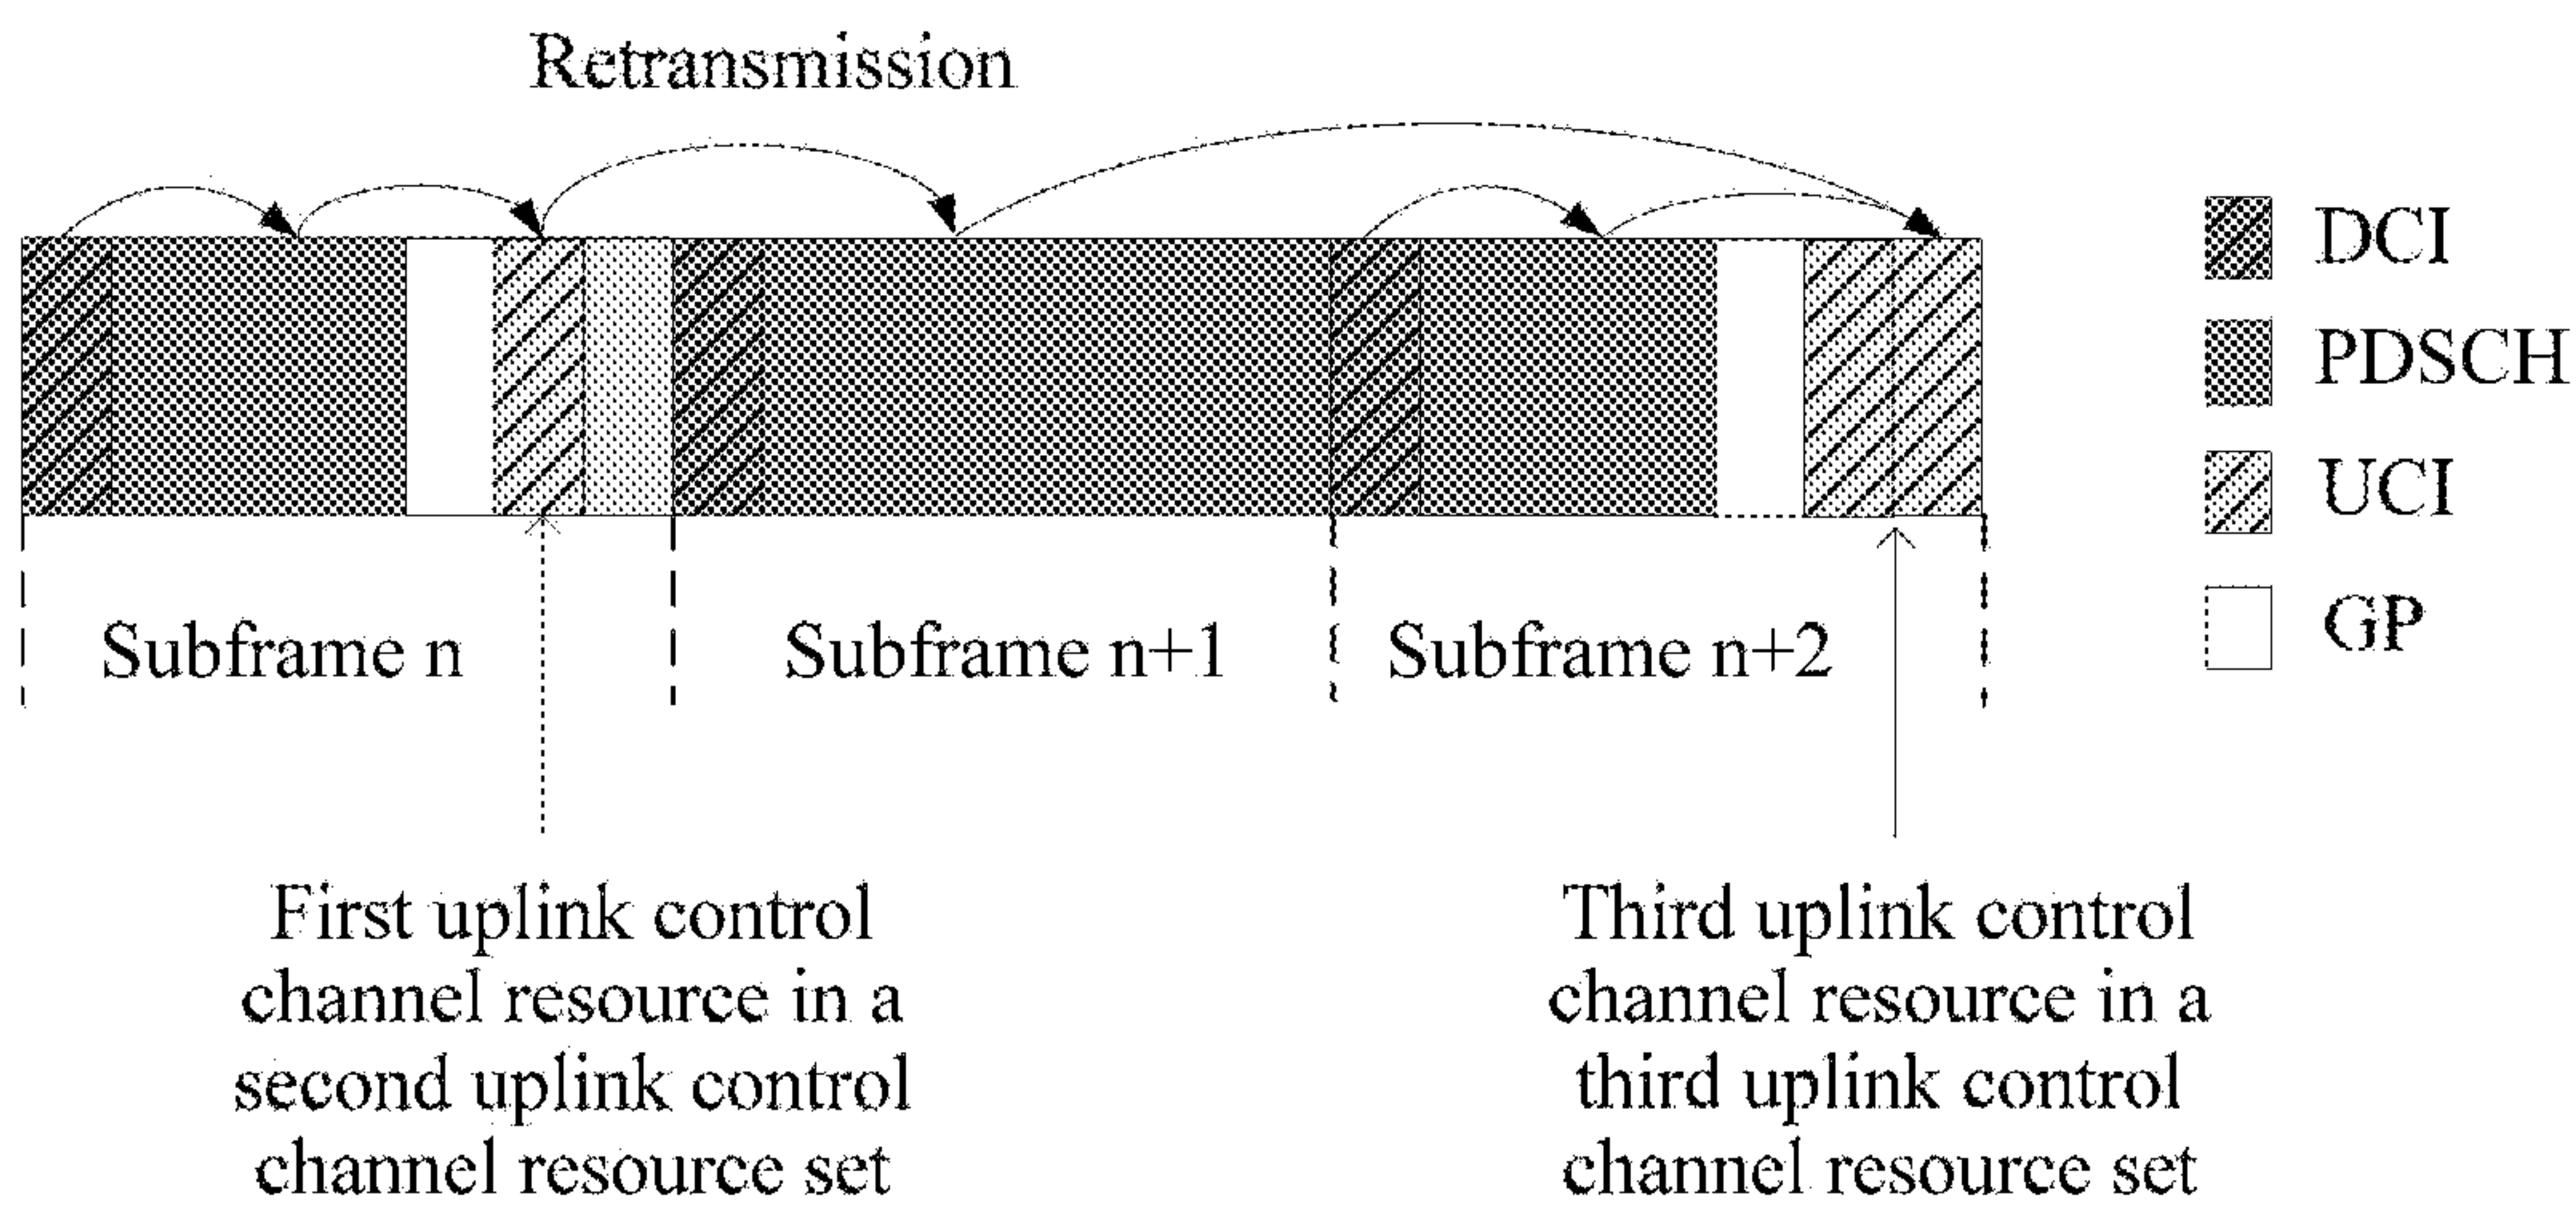 Retransmission
DCI
PDSCH
UCI
GP
Subframe n
Subframe n+1
Subframe n+2
First uplink control
channel resource in a
second uplink control
channel resource set
Third uplink control
channel resource in a
third uplink control
channel resource set